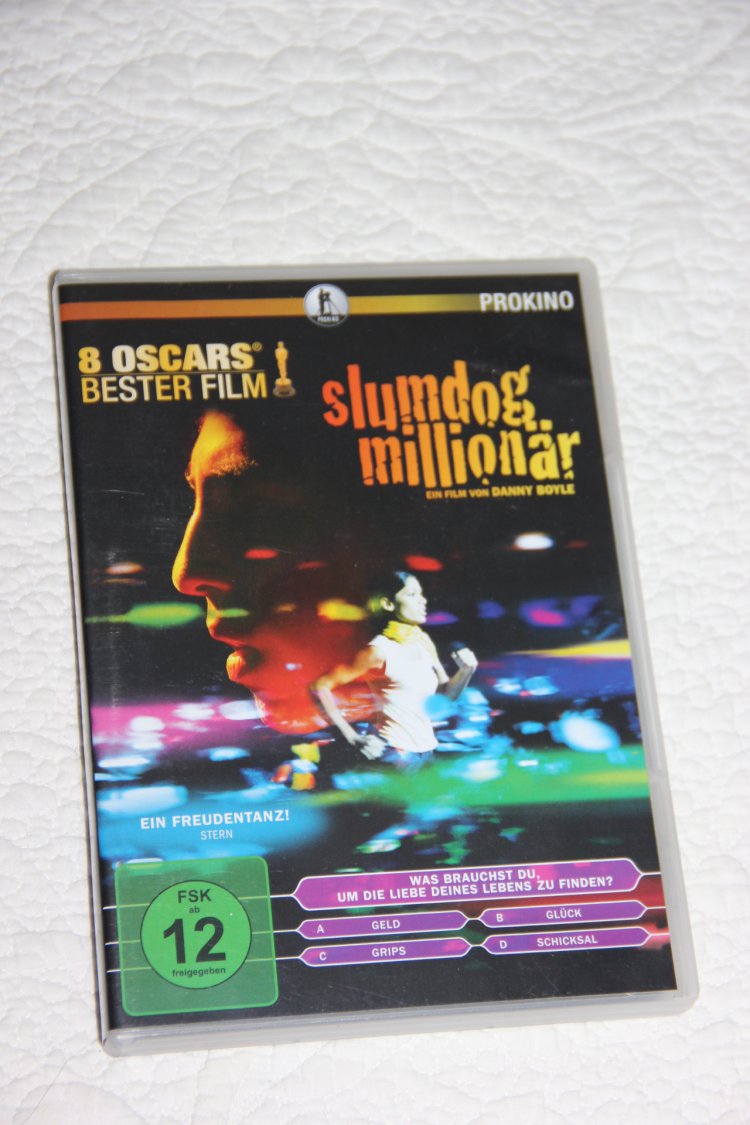 PROKINO
PROKINO
8 OSCARS®
BESTER FILM
slumdog
millionär
EIN FILM VON DANNY BOYLE
EIN FREUDENTANZ!
STERN
WAS BRAUCHST DU,
UM DIE LIEBE DEINES LEBENS ZU FINDEN?
A GELD
B GLÜCK
C GRIPS
D SCHICKSAL
FSK
ab
12
freigegeben